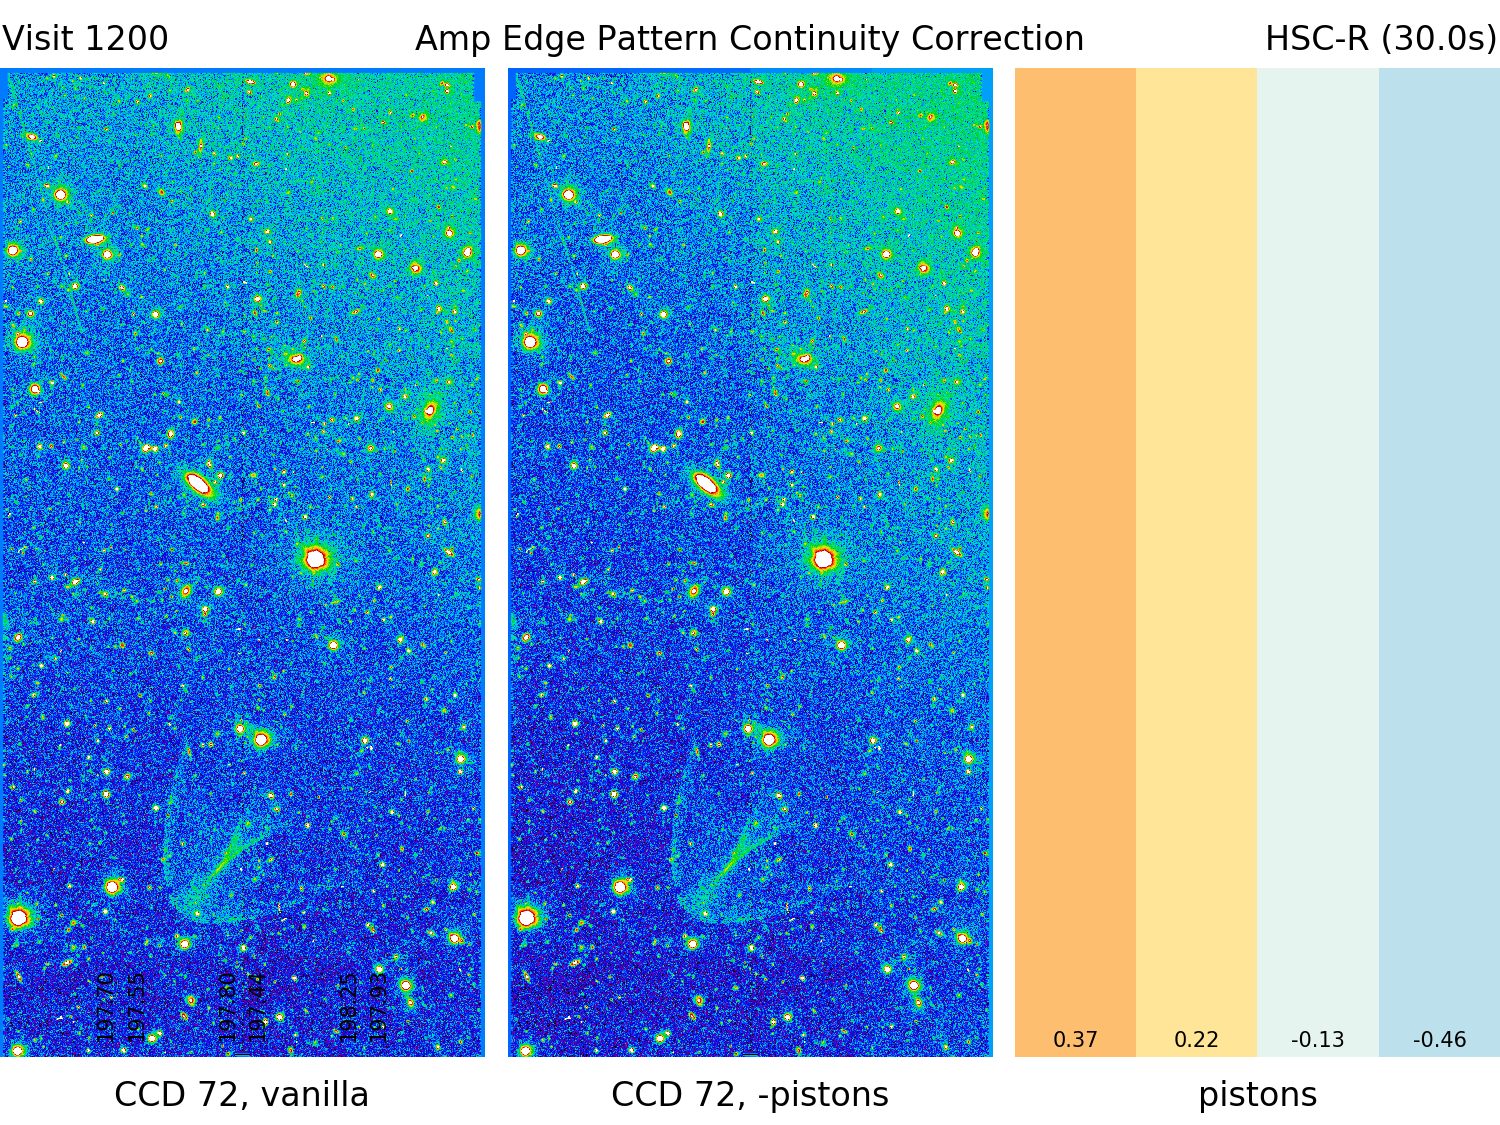 Visit 1200
Amp Edge Pattern Continuity Correction
HSC-R (30.0s)
197.70
197.55
197.80
197.44
198.25
197.93
0.37
0.22
-0.13
-0.46
CCD 72, vanilla
CCD 72, -pistons
pistons